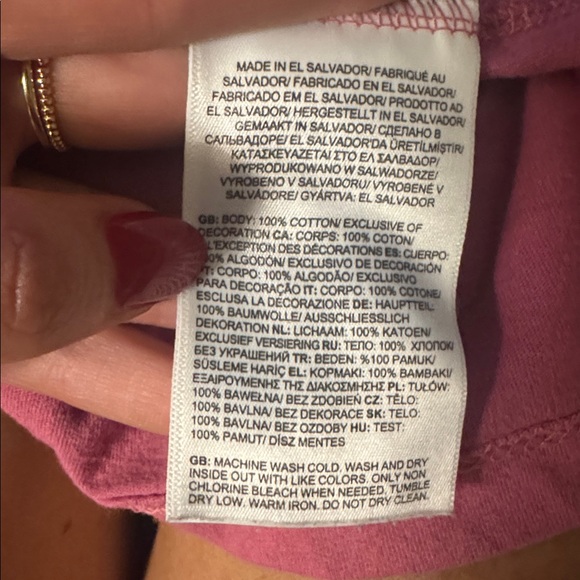 MADE IN EL SALVADOR/ FABRIQUÉ AU
SALVADOR/ FABRICADO EN EL SALVADOR/
FABRICADO EM EL SALVADOR/ PRODOTTO AD
EL SALVADOR/ HERGESTELLT IN EL SALVADOR/
GEMAAKT IN SALVADOR/ СДЕЛАНО В
САЛЬВАДОРЕ/ EL SALVADOR'DA ÜRETİLMİŞTİR/
ΚΑΤΑΣΚΕΥΑΖΕΤΑΙ ΣΤΟ ΕΛ ΣΑΛΒΑΔΟΡ/
WYPRODUKOWANO W SALWADORZE/
VYROBENO V SALVADORU/ VYROBENÉ V
SALVÁDORE/ GYÁRTVA: EL SALVADOR
GB: BODY: 100% COTTON/ EXCLUSIVE OF
DECORATION CA: CORPS: 100% COTON/
L'EXCEPTION DES DÉCORATIONS ES: CUERPO:
ALGODÓN/ EXCLUSIVO DE DECORACIÓN
PT: CORPO: 100% ALGODÃO/ EXCLUSIVO
PARA DECORAÇÃO IT: CORPO: 100% COTONE/
ESCLUSA LA DECORAZIONE DE: HAUPTTEIL:
100% BAUMWOLLE/ AUSSCHLIESSLICH
DEKORATION NL: LICHAAM: 100% KATOEN/
EXCLUSIEF VERSIERING RU: ТЕЛО: 100% ХЛОПОК/
БЕЗ УКРАШЕНИЙ TR: BEDEN: %100 PAMUK/
SÜSLEME HARİÇ EL: ΚΟΡΜΑΚΙ: 100% ΒΑΜΒΑΚΙ/
ΕΞΑΙΡΟΥΜΕΝΗΣ ΤΗΣ ΔΙΑΚΟΣΜΗΣΗΣ PL: TUŁÓW:
100% BAWEŁNA/ BEZ ZDOBIEŃ CZ: TĚLO:
100% BAVLNA/ BEZ DEKORACE SK: TELO:
100% BAVLNA/ BEZ OZDOBY HU: TEST:
100% PAMUT/ DÍSZ MENTES
GB: MACHINE WASH COLD. WASH AND DRY
INSIDE OUT WITH LIKE COLORS. ONLY NON
CHLORINE BLEACH WHEN NEEDED. TUMBLE
DRY LOW. WARM IRON. DO NOT DRY CLEAN.